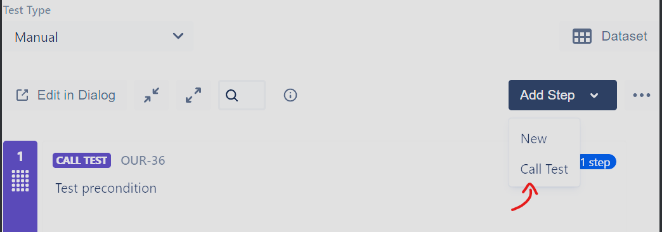 Test Type
Manual
Dataset
Edit in Dialog
Add Step
New
1
CALL TEST OUR-36
1 step
Call Test
Test precondition